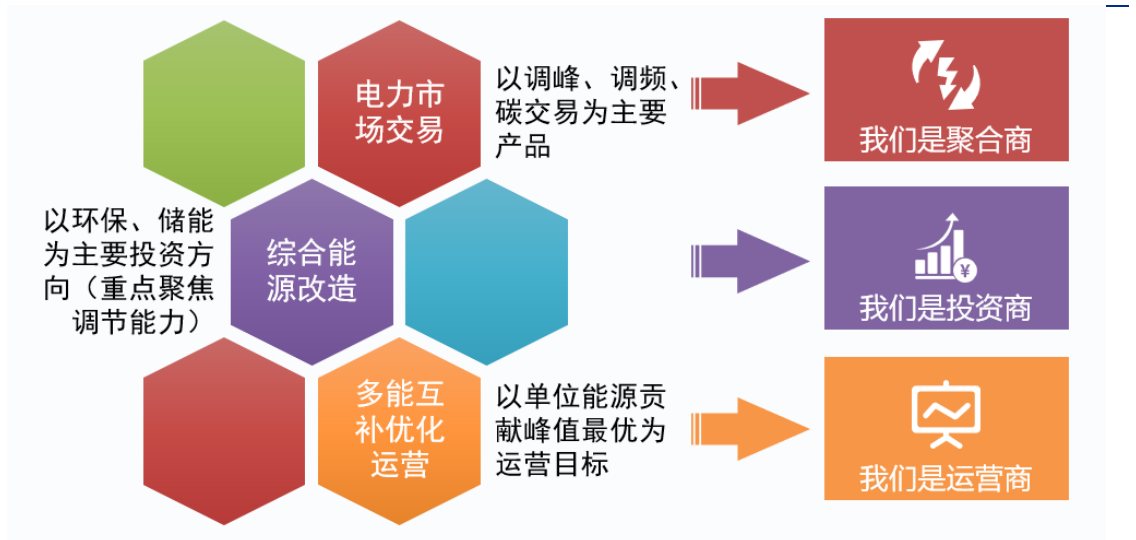 电力市
场交易
以调峰、调频、
碳交易为主要
产品
我们是聚合商
以环保、储能
为主要投资方
向（重点聚焦
调节能力）
综合能
源改造
我们是投资商
多能互
补优化
运营
以单位能源贡
献峰值最优为
运营目标
我们是运营商